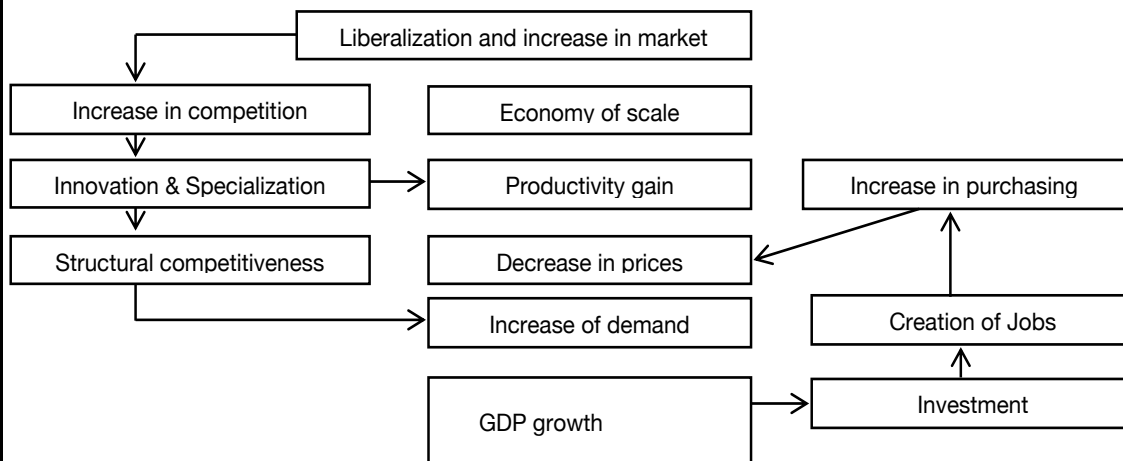 Liberalization and increase in market
Increase in competition
Economy of scale
Innovation & Specialization
Productivity gain
Increase in purchasing
Structural competitiveness
Decrease in prices
Increase of demand
Creation of Jobs
GDP growth
Investment